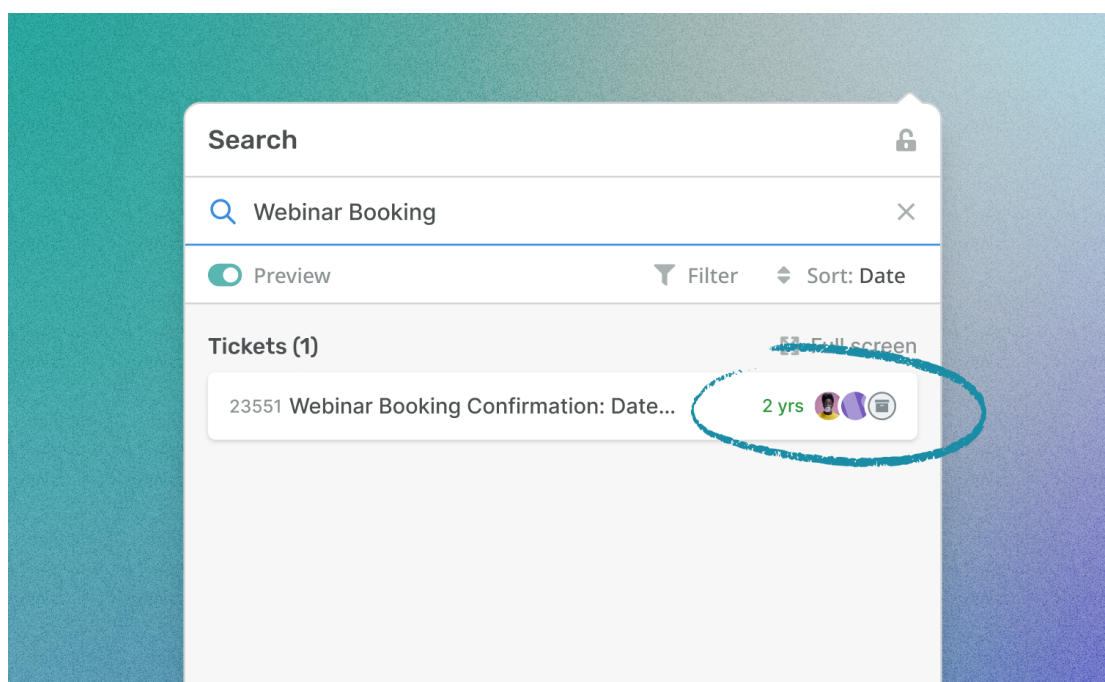 Search
Webinar Booking
Preview Filter Sort: Date
Tickets (1) Full screen
23551 Webinar Booking Confirmation: Date... 2 yrs